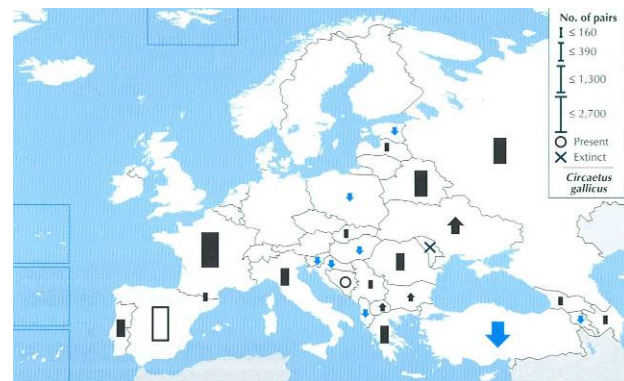 No. of pairs
≤ 160
≤ 390
≤ 1,300
≤ 2,700
Present
Extinct
Circaetus
gallicus